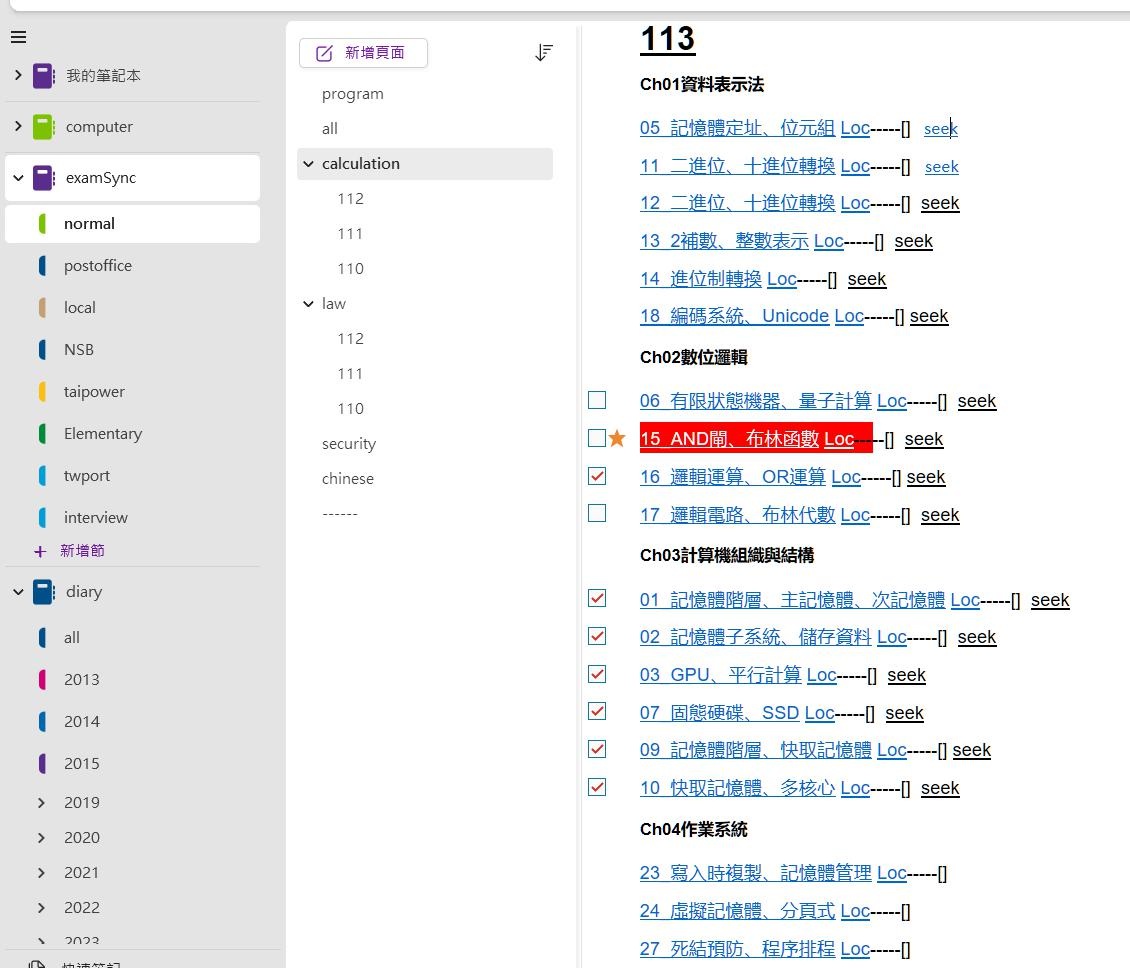 我的筆記本
computer
examSync
normal
postoffice
local
NSB
taipower
Elementary
twport
interview
+ 新增節
diary
all
2013
2014
2015
2019
2020
2021
2022
2023
快速筆記
新增頁面
program
all
calculation
112
111
110
law
112
111
110
security
chinese
------
113
Ch01資料表示法
05_記憶體定址、位元組 Loc-----[] seek
11_二進位、十進位轉換 Loc-----[] seek
12_二進位、十進位轉換 Loc-----[] seek
13_2補數、整數表示 Loc-----[] seek
14_進位制轉換 Loc-----[] seek
18_編碼系統、Unicode Loc-----[] seek
Ch02數位邏輯
06_有限狀態機器、量子計算 Loc-----[] seek
15_AND閘、布林函數 Loc-----[] seek
16_邏輯運算、OR運算 Loc-----[] seek
17_邏輯電路、布林代數 Loc-----[] seek
Ch03計算機組織與結構
01_記憶體階層、主記憶體、次記憶體 Loc-----[] seek
02_記憶體子系統、儲存資料 Loc-----[] seek
03_GPU、平行計算 Loc-----[] seek
07_固態硬碟、SSD Loc-----[] seek
09_記憶體階層、快取記憶體 Loc-----[] seek
10_快取記憶體、多核心 Loc-----[] seek
Ch04作業系統
23_寫入時複製、記憶體管理 Loc-----[]
24_虛擬記憶體、分頁式 Loc-----[]
27_死結預防、程序排程 Loc-----[]